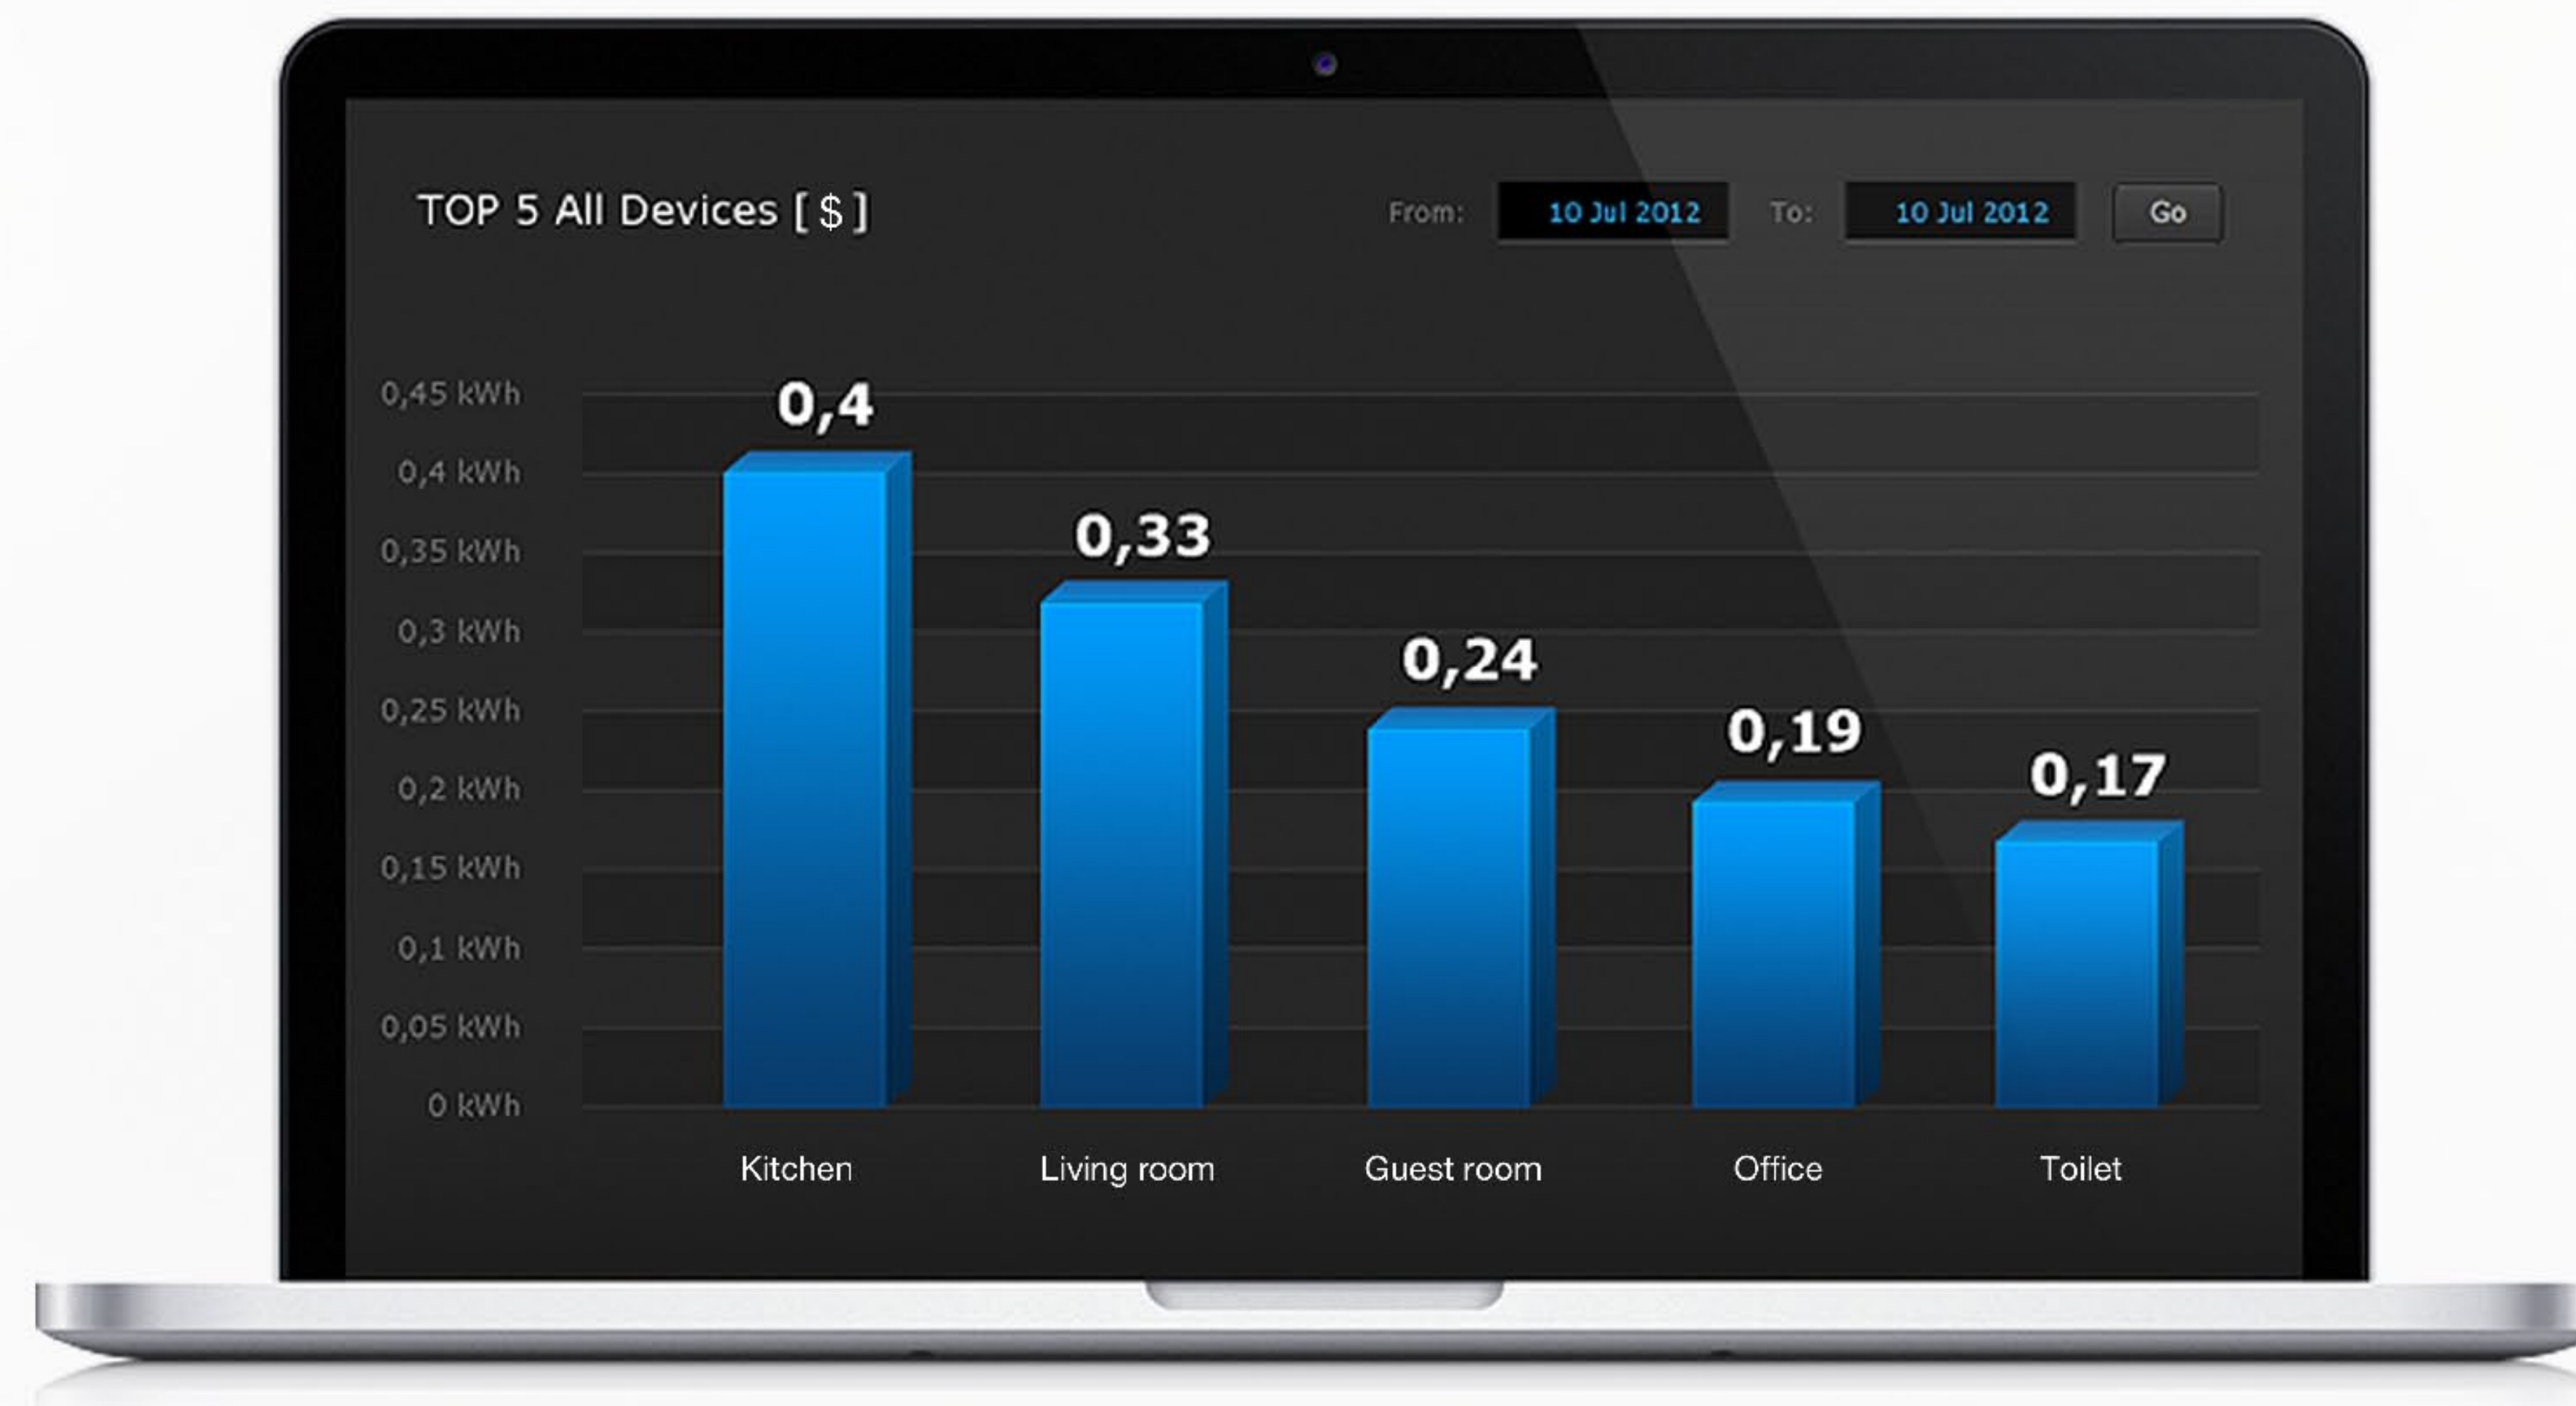 TOP 5 All Devices [ $ ]
From: 10 Jul 2012 To: 10 Jul 2012 Go
0,45 kWh
0,4 kWh
0,35 kWh
0,3 kWh
0,25 kWh
0,2 kWh
0,15 kWh
0,1 kWh
0,05 kWh
0 kWh
0,4
0,33
0,24
0,19
0,17
Kitchen
Living room
Guest room
Office
Toilet